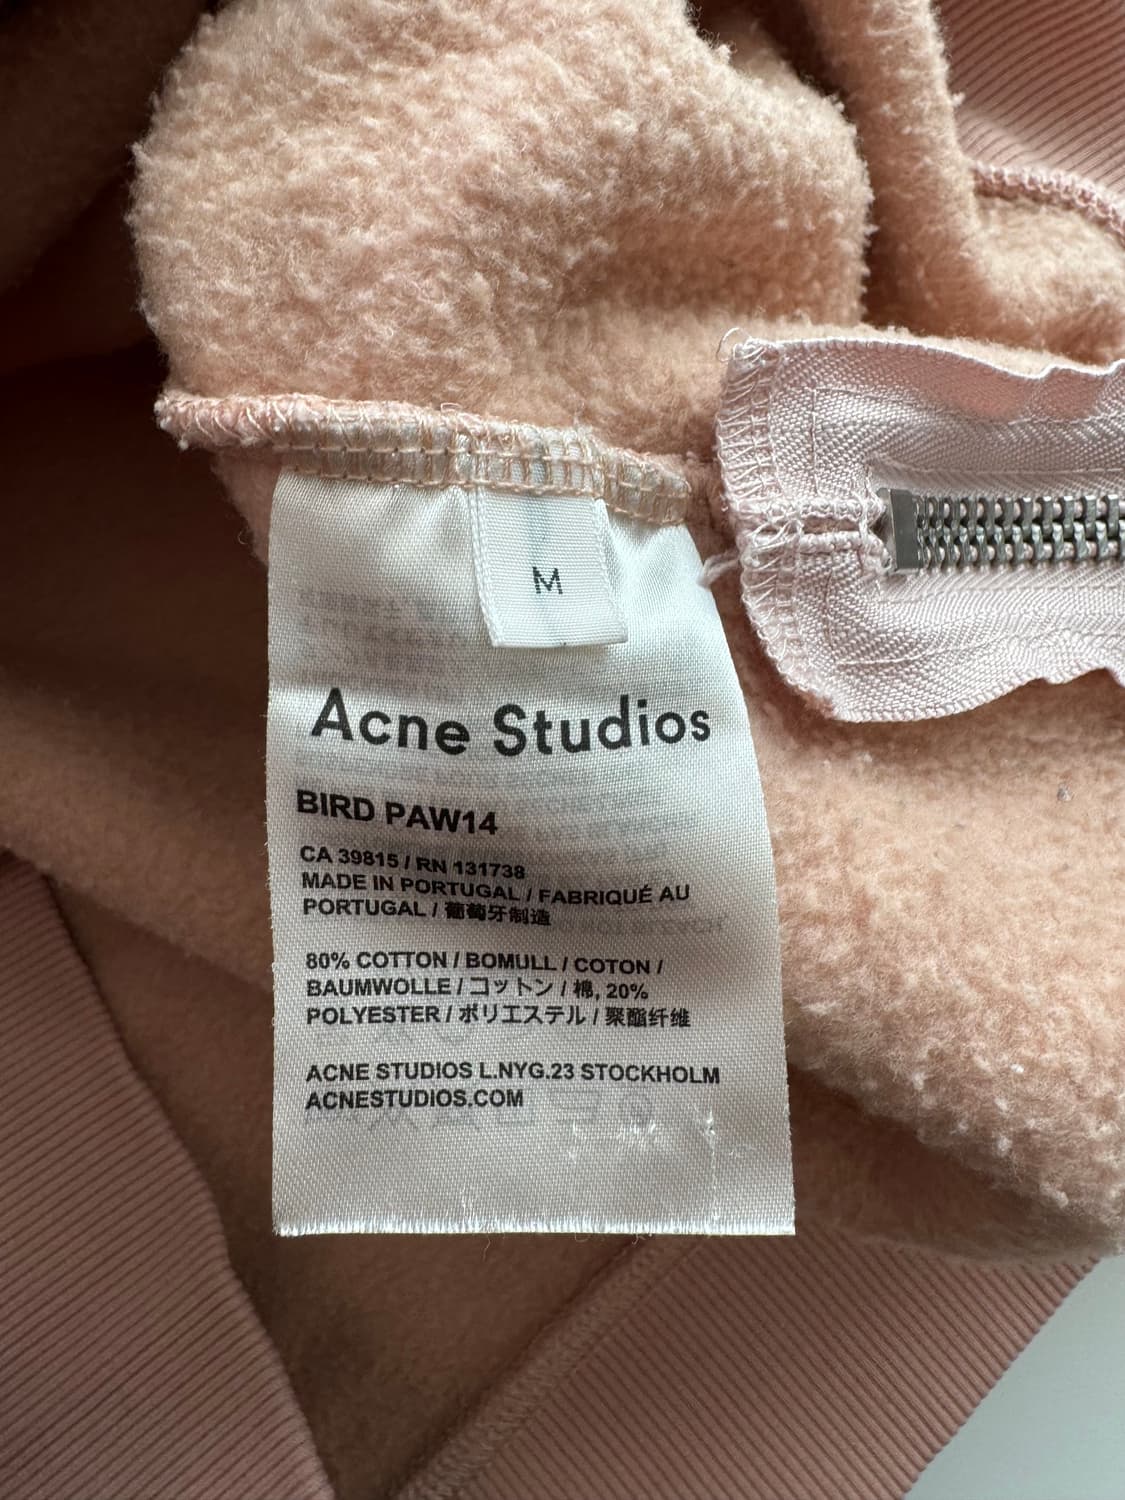 M
Acne Studios
BIRD PAW14
CA 39815 / RN 131738
MADE IN PORTUGAL / FABRIQUÉ AU
PORTUGAL / 葡萄牙制造
80% COTTON / BOMULL / COTON /
BAUMWOLLE / コットン / 棉, 20%
POLYESTER / ポリエステル / 聚酯纤维
ACNE STUDIOS L.NYG.23 STOCKHOLM
ACNESTUDIOS.COM